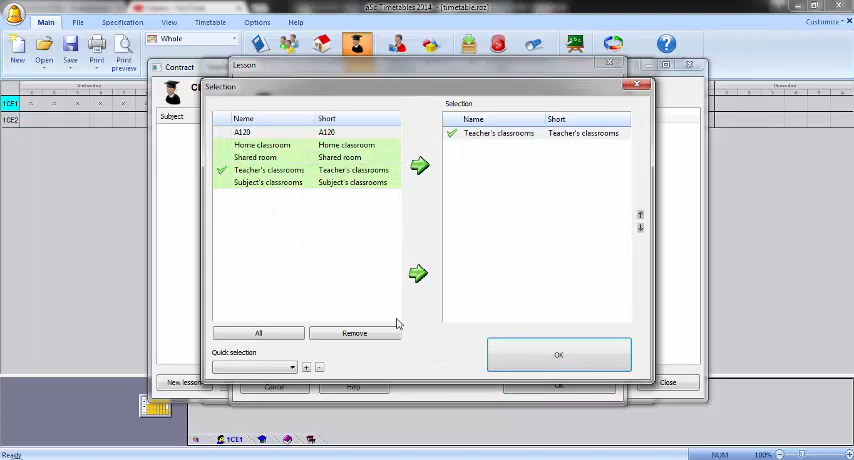 aSc Timetables 2014 - [timetable.roz]
Main File Specification View Timetable Options Help Customize
Whole
New Open Save Print Print preview
Contract
Lesson
Selection
Subject
Name Short
A120 A120
Home classroom Home classroom
Shared room Shared room
Teacher's classrooms Teacher's classrooms
Subject's classrooms Subject's classrooms
Selection
Name Short
Teacher's classrooms Teacher's classrooms
All Remove
Quick selection
+ -
OK
New lesson
Cancel Help OK
Close
1CE1
1CE2
1CE1
Ready
NUM 100%